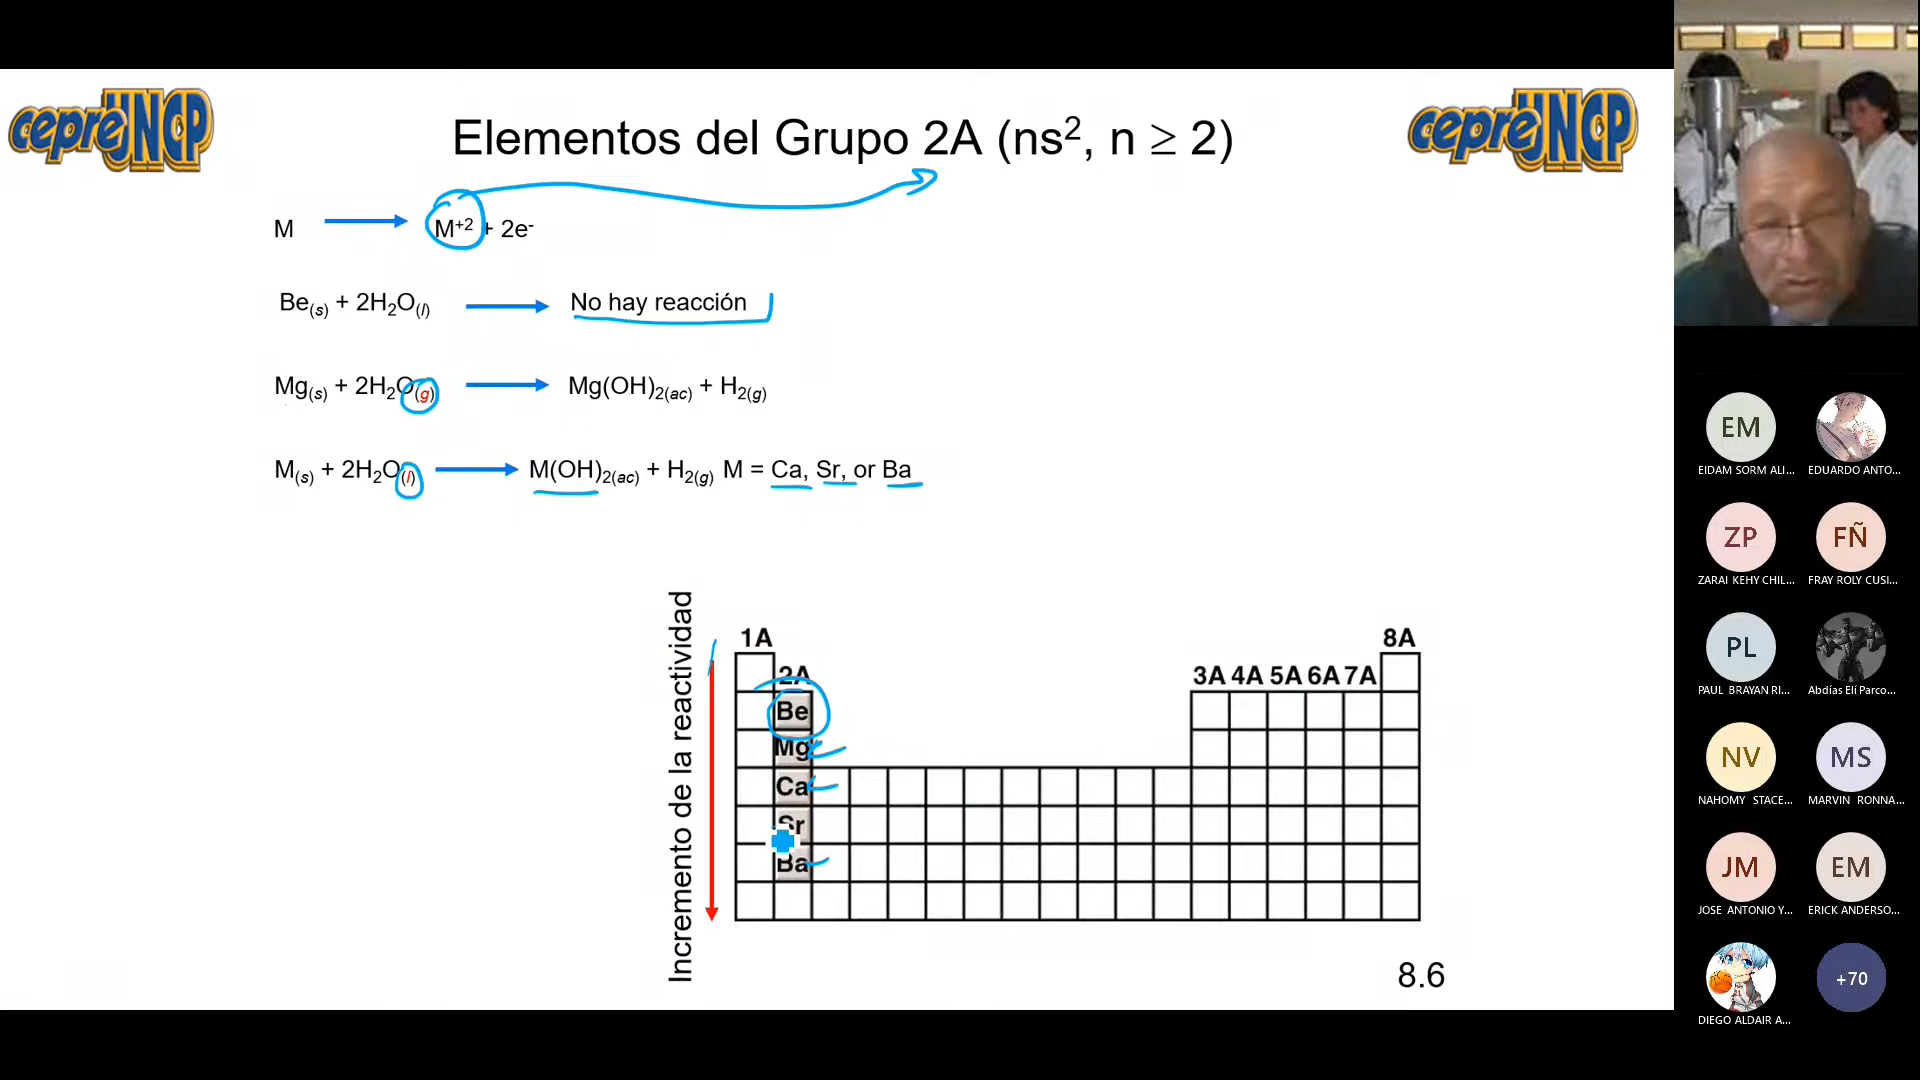 cepreUNCP
Elementos del Grupo 2A (ns², n ≥ 2)
cepreUNCP
M → M⁺² + 2e⁻
Be(s) + 2H₂O(l) → No hay reacción
Mg(s) + 2H₂O(g) → Mg(OH)₂(ac) + H₂(g)
M(s) + 2H₂O(l) → M(OH)₂(ac) + H₂(g) M = Ca, Sr, or Ba
Incremento de la reactividad
1A
8A
2A
3A 4A 5A 6A 7A
Be
Mg
Ca
Sr
Ba
8.6
EM
EIDAM SORM ALI...
EDUARDO ANTO...
ZP
FÑ
ZARAI KEHY CHIL...
FRAY ROLY CUSI...
PL
PAUL BRAYAN RI...
Abdías Elí Parco...
NV
MS
NAHOMY STACE...
MARVIN RONNA...
JM
EM
JOSE ANTONIO Y...
ERICK ANDERSO...
+70
DIEGO ALDAIR A...